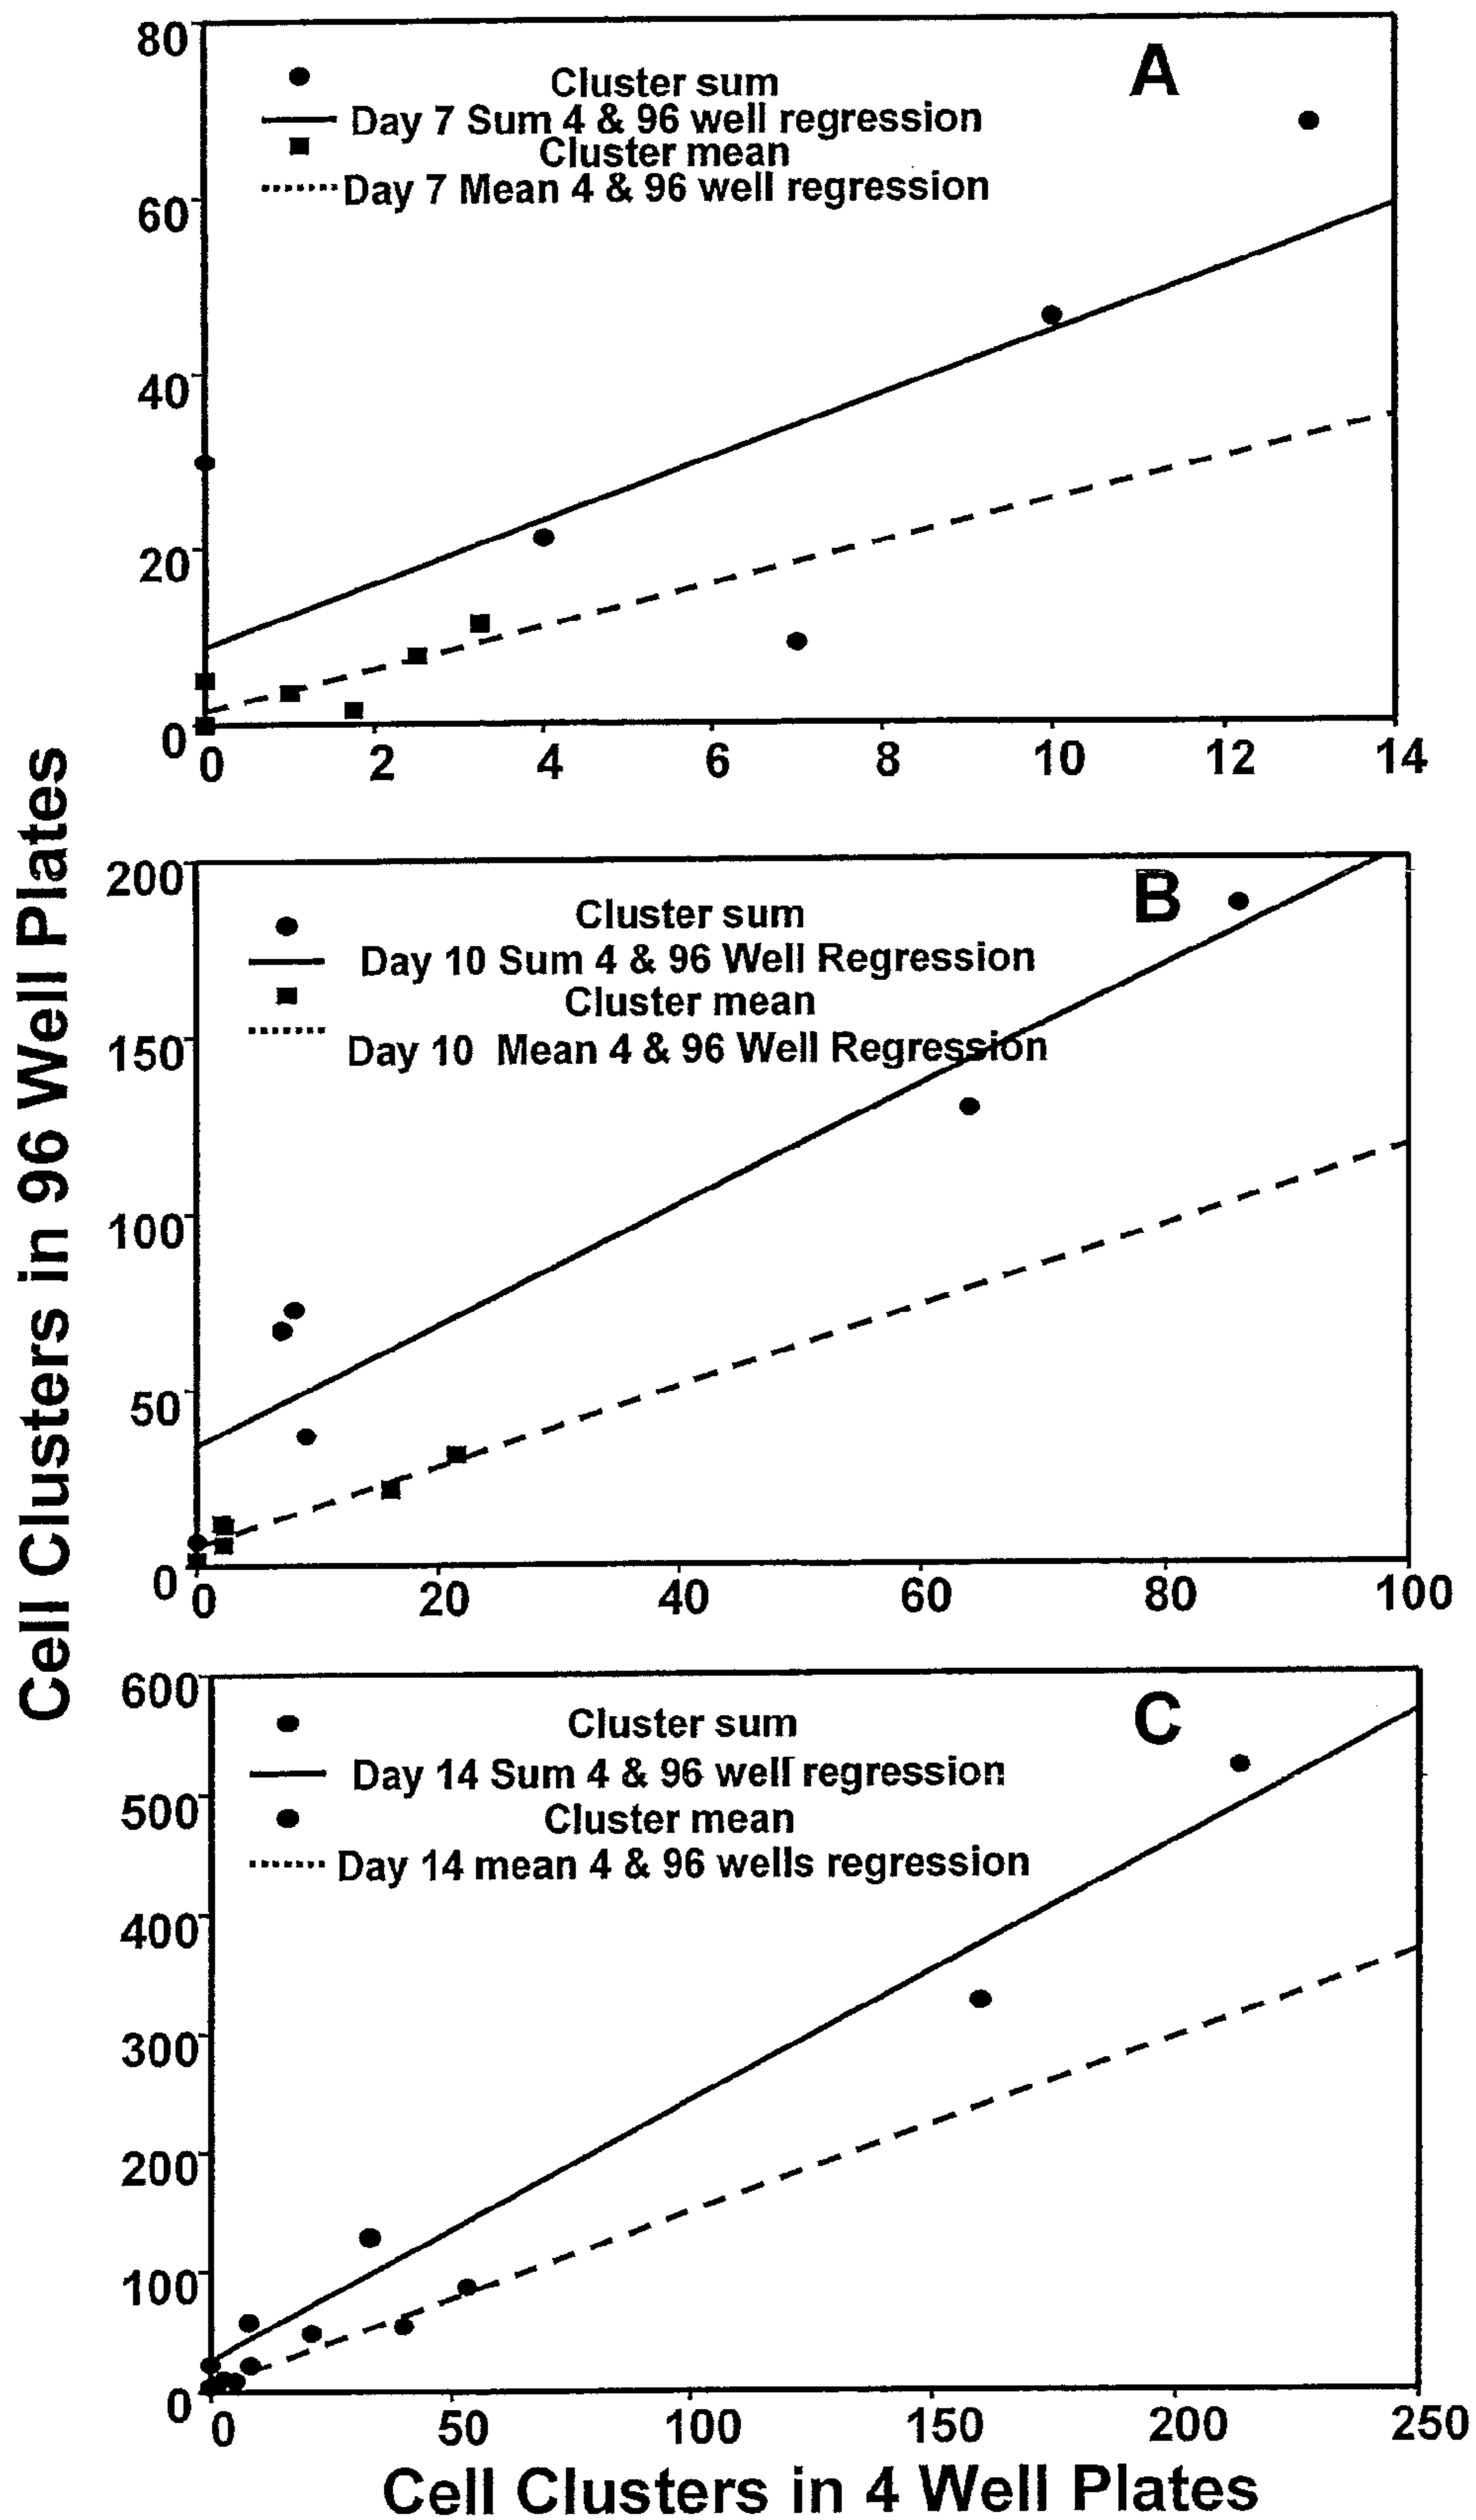 Cell Clusters in 96 Well Plates
A
80
60
40
20
0
Cluster sum
Day 7 Sum 4 & 96 well regression
Cluster mean
Day 7 Mean 4 & 96 well regression
0 2 4 6 8 10 12 14
B
200
150
100
50
0
Cluster sum
Day 10 Sum 4 & 96 Well Regression
Cluster mean
Day 10 Mean 4 & 96 Well Regression
0 20 40 60 80 100
C
600
500
400
300
200
100
0
Cluster sum
Day 14 Sum 4 & 96 well regression
Cluster mean
Day 14 mean 4 & 96 wells regression
0 50 100 150 200 250
Cell Clusters in 4 Well Plates